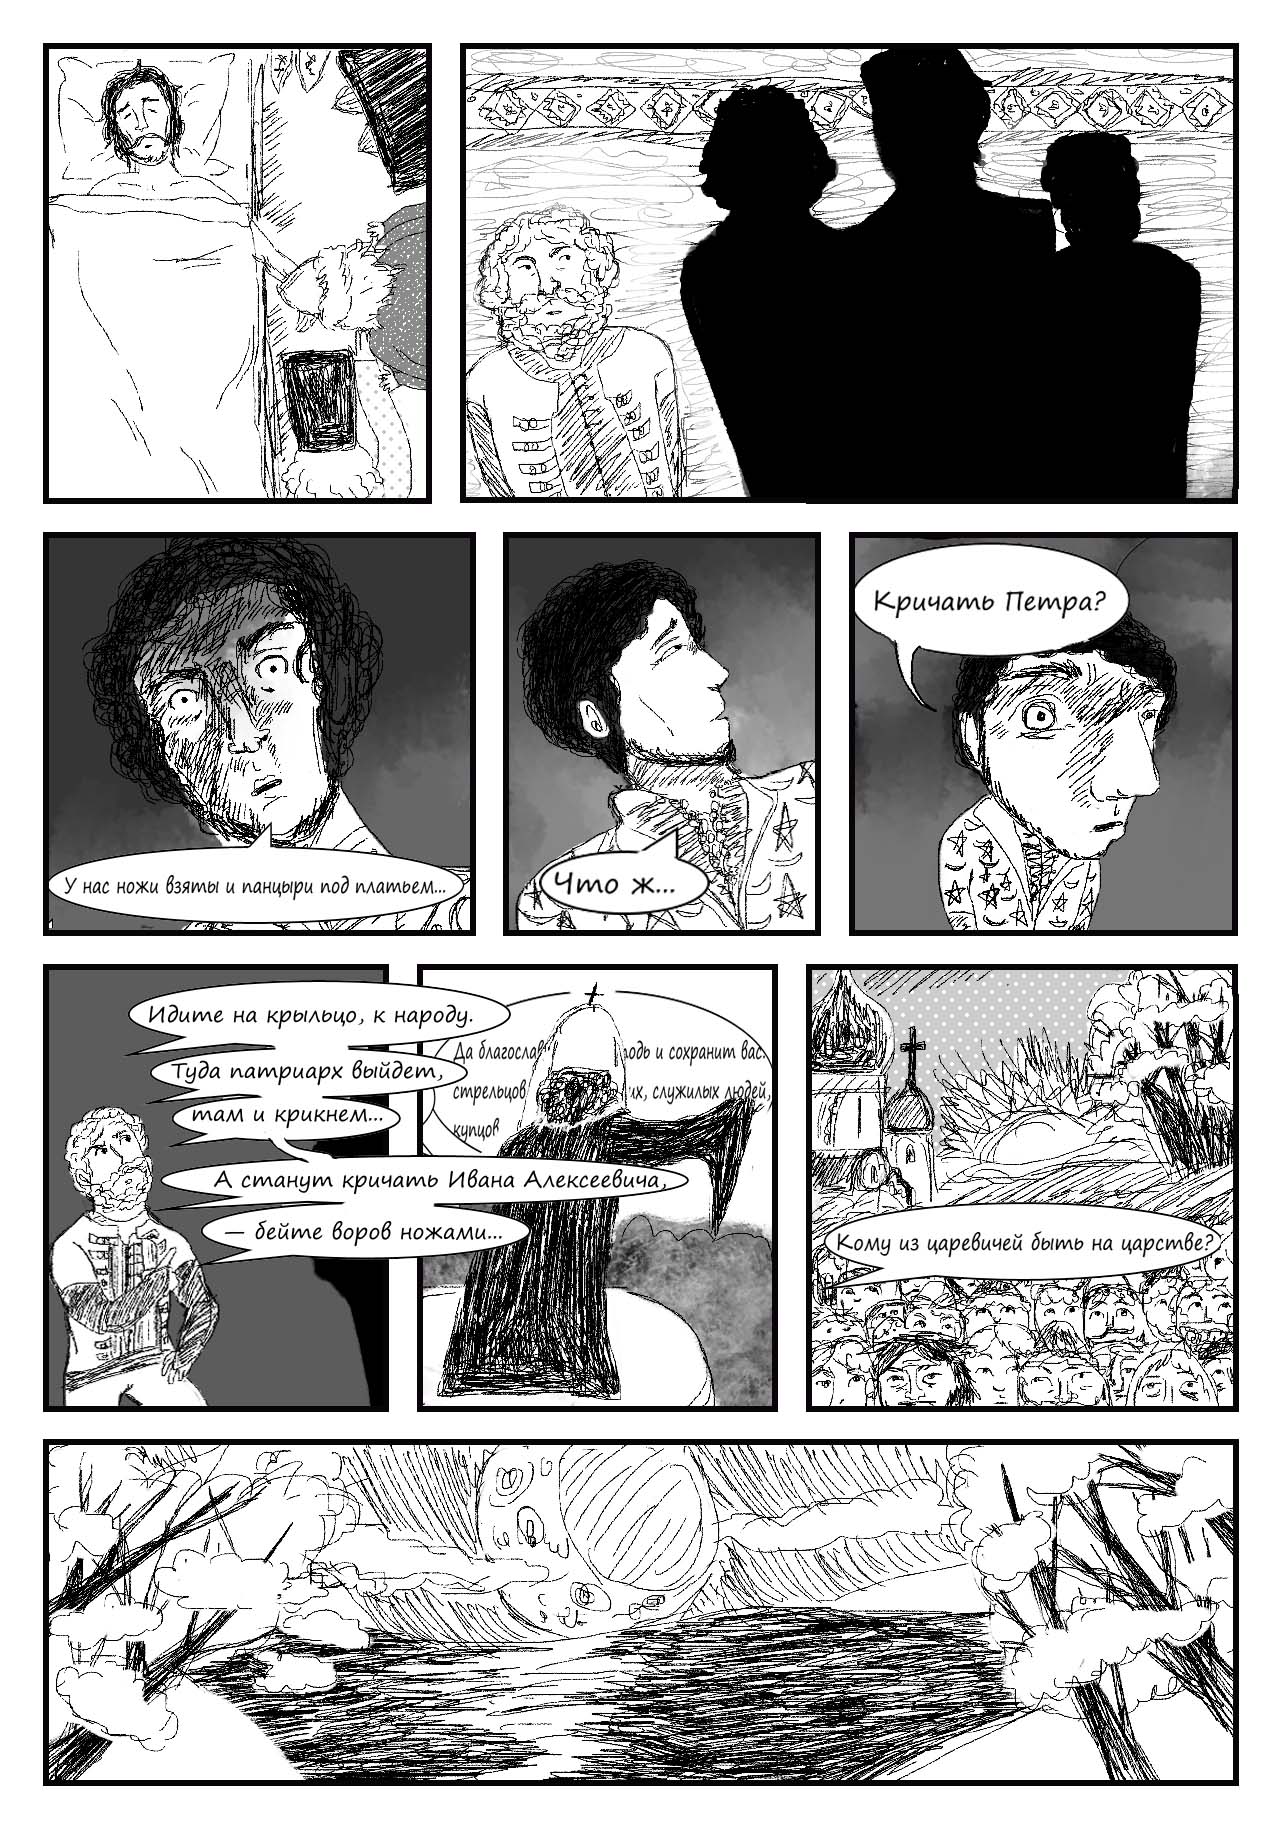 У нас ножи взяты и панцыри под платьем...
Что ж...
Кричать Петра?
Идите на крыльцо, к народу.
Туда патриарх выйдет,
там и крикнем...
А станут кричать Ивана Алексеевича,
— бейте воров ножами...
Да и сохранит вас.
стрельцов служилых людей,
купцов
Кому из царевичей быть на царстве?